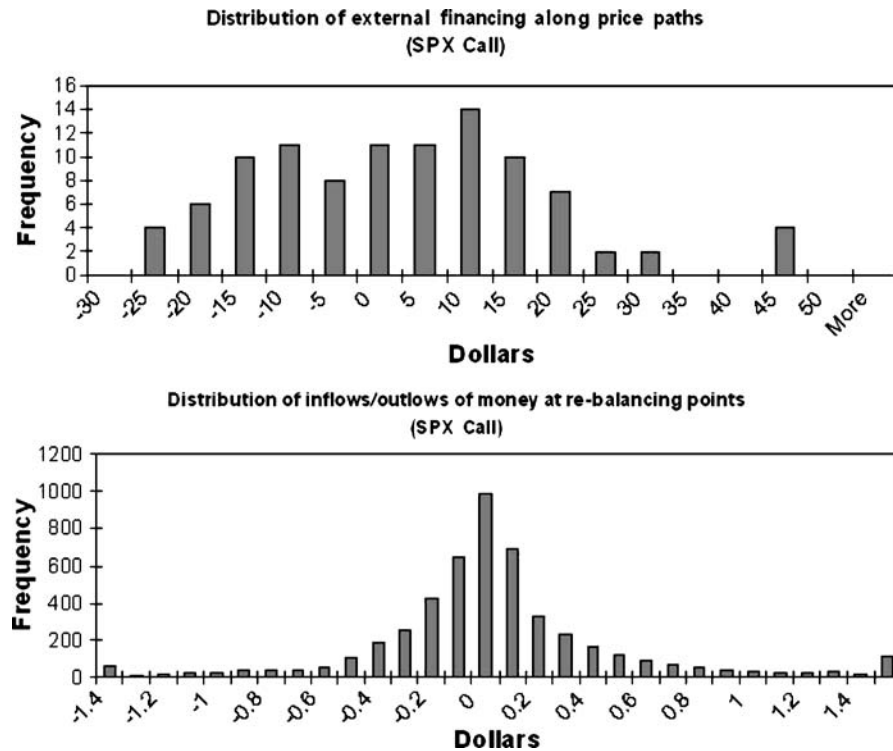 Distribution of external financing along price paths
(SPX Call)
16
14
12
10
8
6
4
2
0
Frequency
-30 -25 -20 -15 -10 -5 0 5 10 15 20 25 30 35 40 45 50 More
Dollars
Distribution of inflows/outlows of money at re-balancing points
(SPX Call)
1200
1000
800
600
400
200
0
Frequency
-1.4 -1.2 -1 -0.8 -0.6 -0.4 -0.2 0 0.2 0.4 0.6 0.8 1 1.2 1.4
Dollars